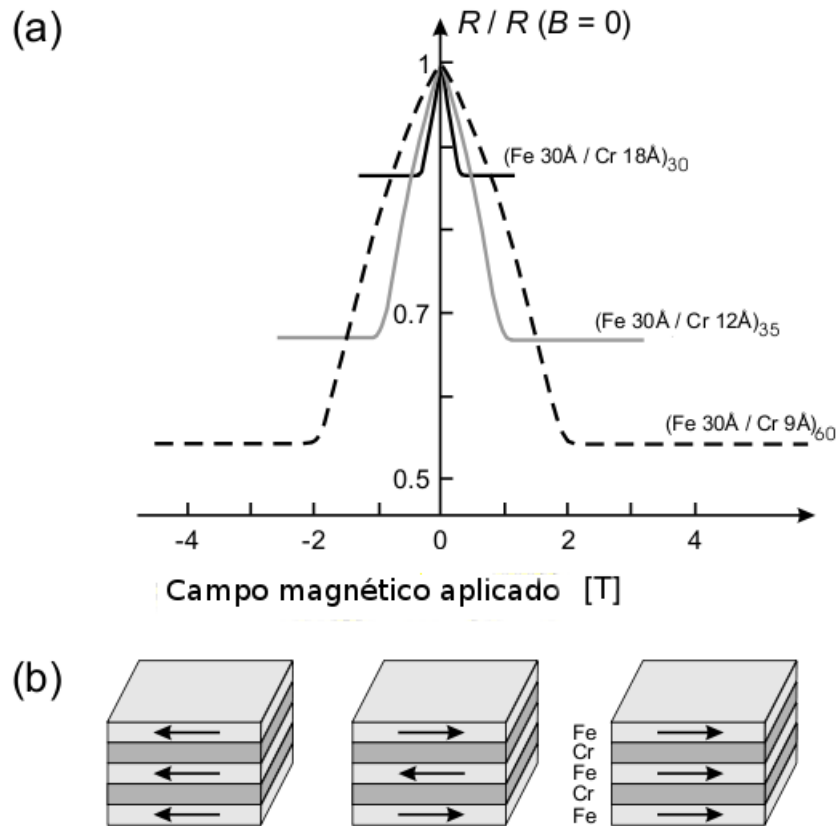 (a)
R / R (B = 0)
1
(Fe 30Å / Cr 18Å)30
0.7
(Fe 30Å / Cr 12Å)35
(Fe 30Å / Cr 9Å)60
0.5
-4 -2 0 2 4
Campo magnético aplicado [T]
(b)
Fe
Cr
Fe
Cr
Fe